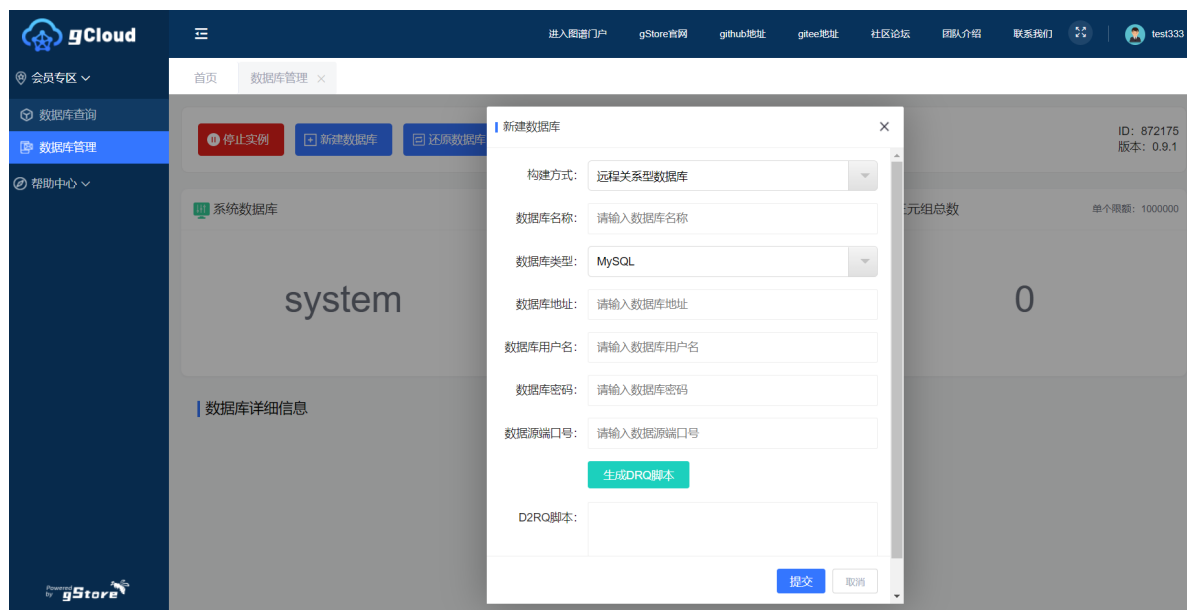 gCloud
进入图谱门户 gStore官网 github地址 gitee地址 社区论坛 团队介绍 联系我们 test333
会员专区
首页 数据库管理
数据库查询
数据库管理
帮助中心
停止实例 新建数据库 还原数据库
ID: 872175
版本: 0.9.1
系统数据库
元组总数 单个限额: 1000000
system
0
数据库详细信息
新建数据库
构建方式: 远程关系型数据库
数据库名称: 请输入数据库名称
数据库类型: MySQL
数据库地址: 请输入数据库地址
数据库用户名: 请输入数据库用户名
数据库密码: 请输入数据库密码
数据源端口号: 请输入数据源端口号
生成DRQ脚本
D2RQ脚本:
提交 取消
Powered by gStore